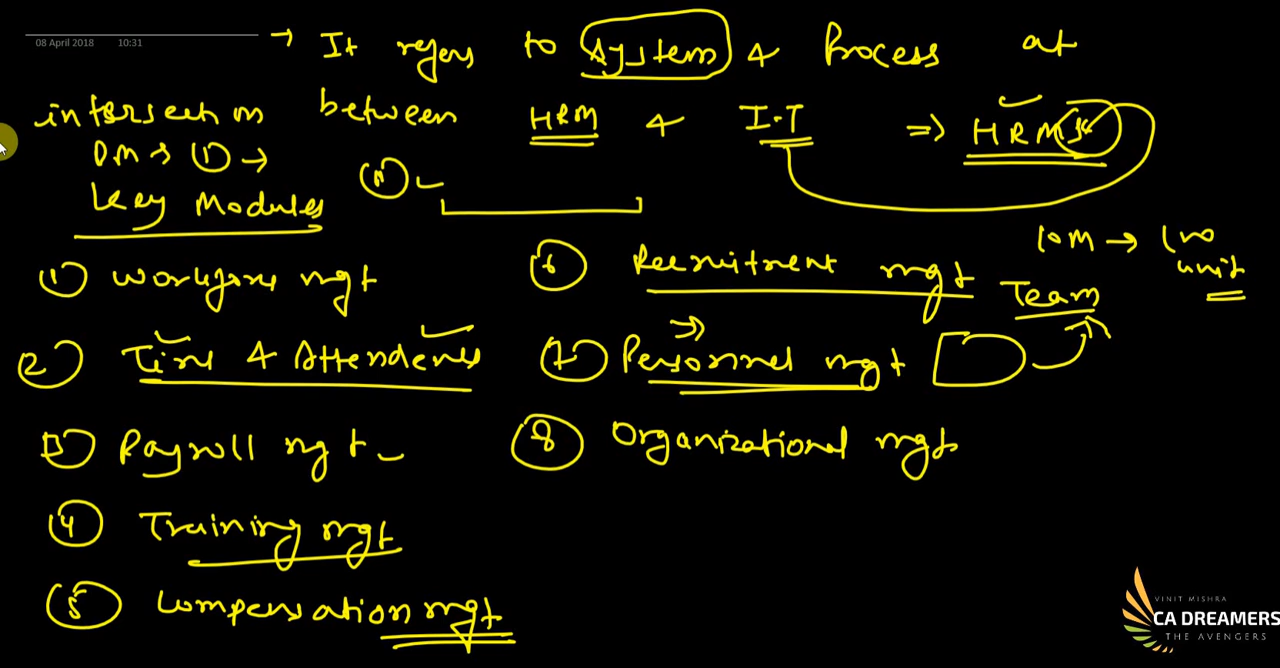 08 April 2018 10:31
→ It refers to System & Process at
intersection between HRM & I.T ⇒ HRMS
①→
Key Modules
10M →
unit
① Workforce mgt
⑥ Recruitment mgt
Team
② Time & Attendence
⑦ Personnel mgt
③ Payroll mgt
⑧ Organizational mgt
④ Training mgt
⑤ Compensation mgt
VINIT MISHRA
CA DREAMERS
THE AVENGERS